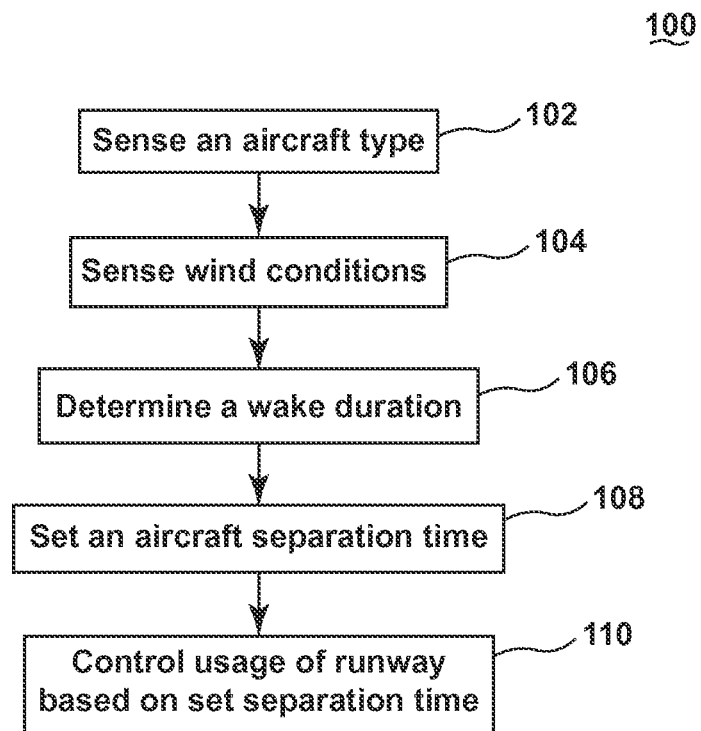 100
Sense an aircraft type
102
Sense wind conditions
104
Determine a wake duration
106
Set an aircraft separation time
108
Control usage of runway
based on set separation time
110